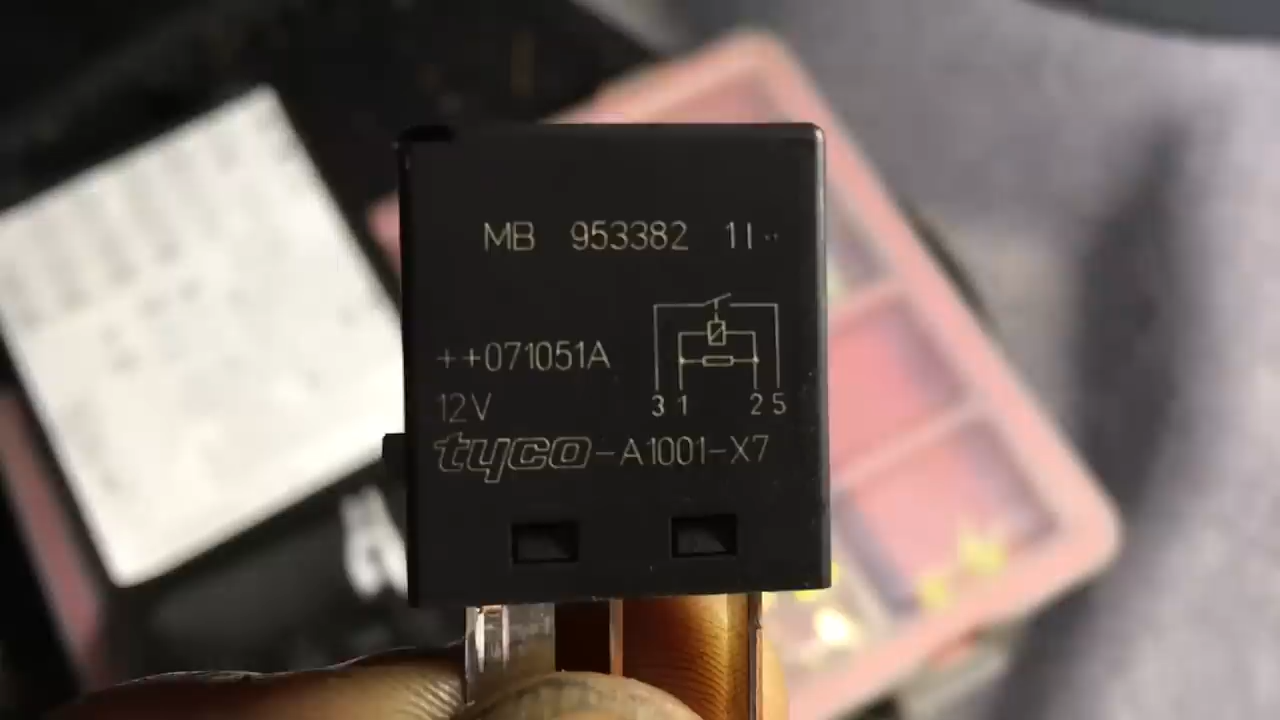 MB 953382 11··
++071051A
12V
3 1 2 5
tyco-A1001-X7